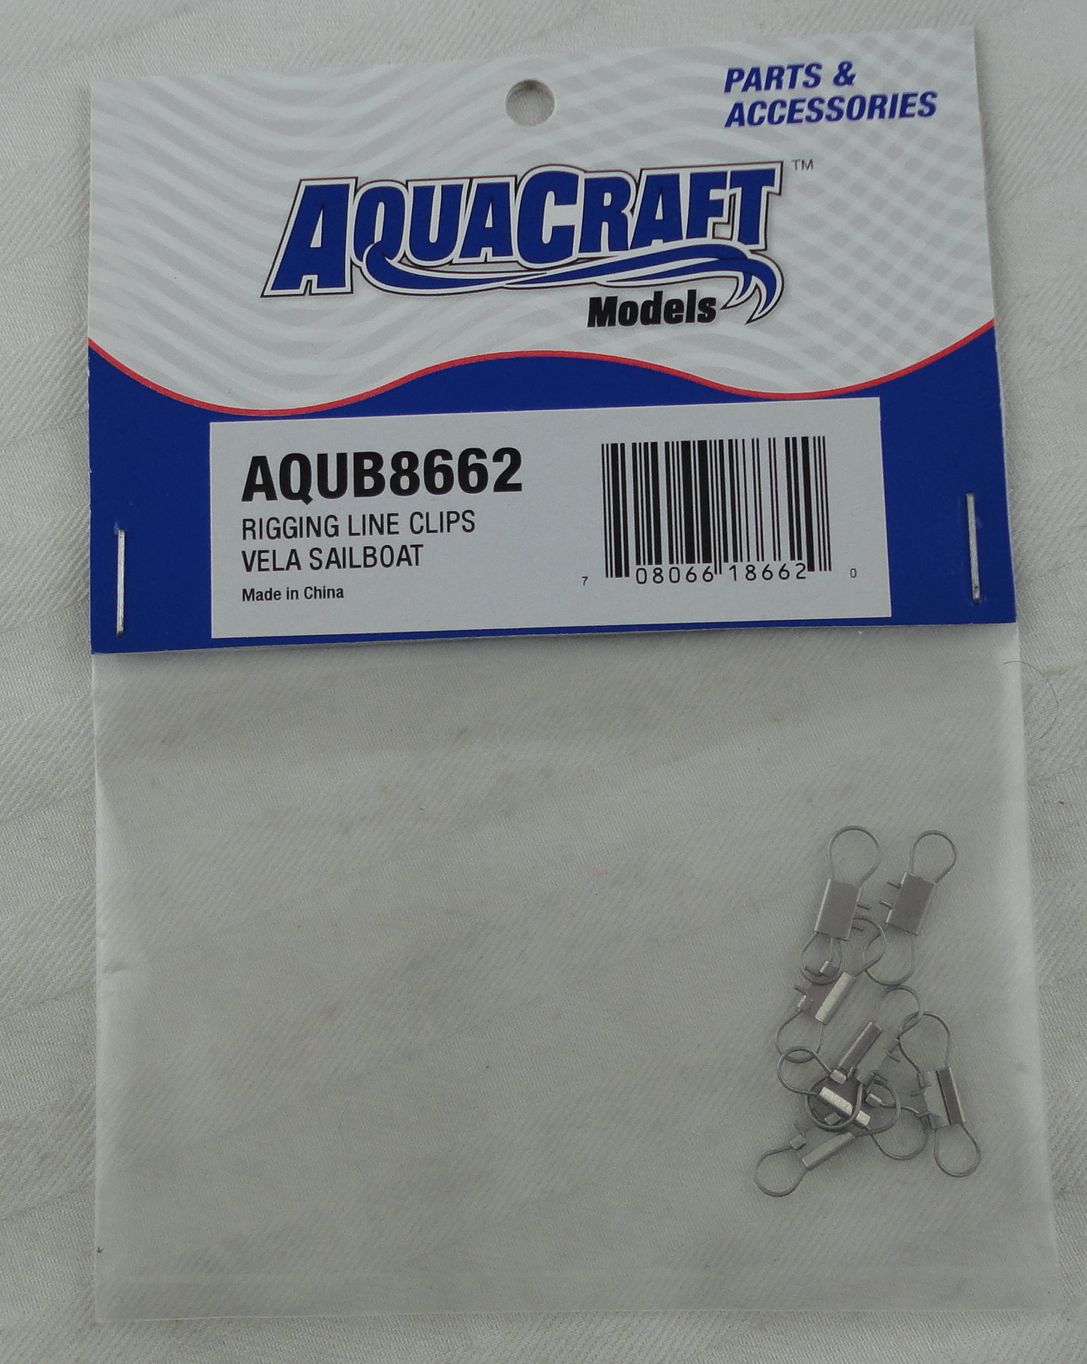 PARTS &
ACCESSORIES
AQUACRAFT™
Models
AQUB8662
RIGGING LINE CLIPS
VELA SAILBOAT
Made in China
7 08066 18662 0